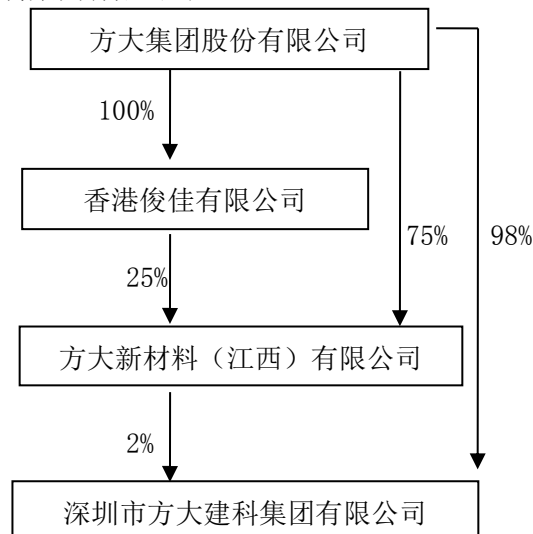 方大集团股份有限公司
100%
香港俊佳有限公司
75%
98%
25%
方大新材料（江西）有限公司
2%
深圳市方大建科集团有限公司